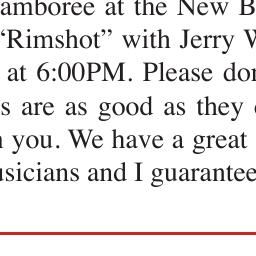 amboree at the New B
“Rimshot” with Jerry W
at 6:00PM. Please don
s are as good as they
you. We have a great
usicians and I guarantee